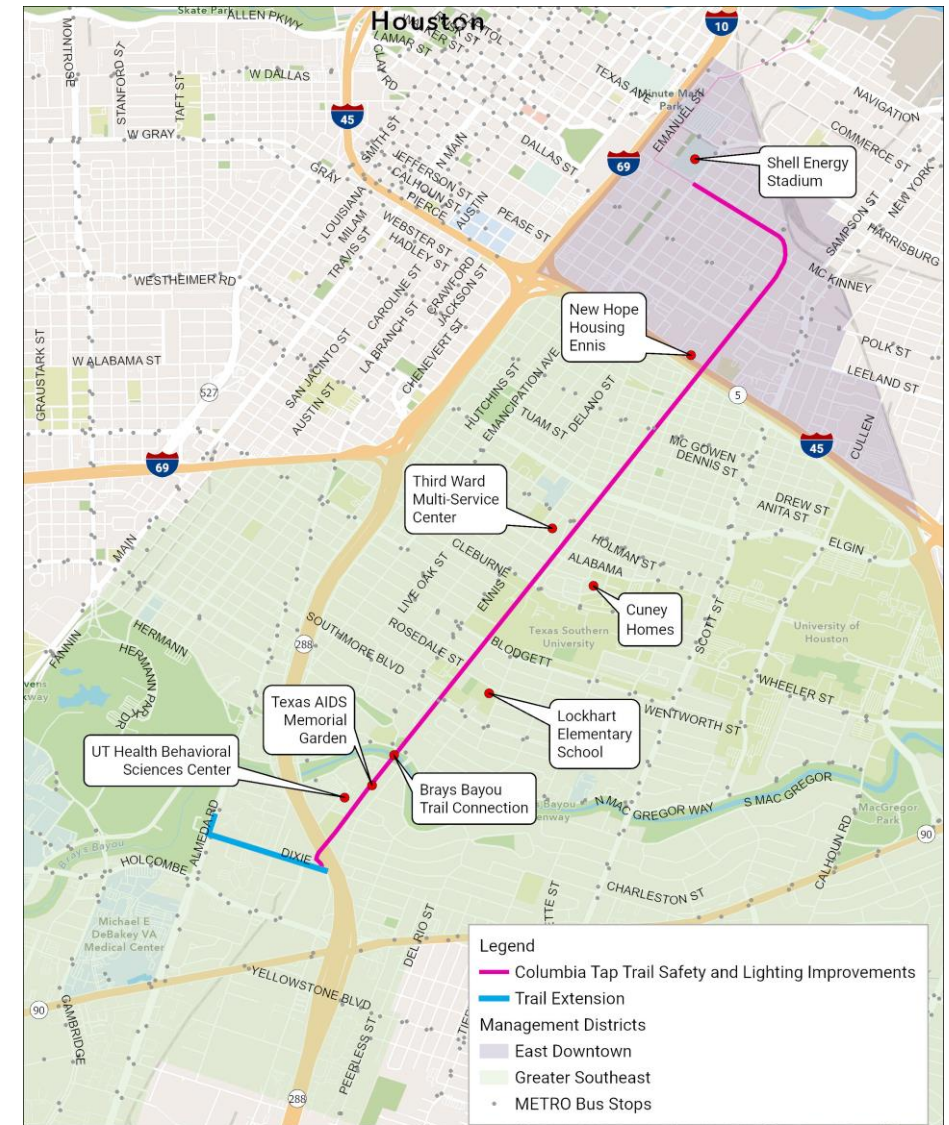 Skate Park
ALLEN PKWY
Houston
WALKER ST
LAMAR ST
CLAY RD
MONTROSE
STANFORD ST
TAFT ST
W DALLAS
W GRAY
45
10
TEXAS AVE
Minute Maid
Park
EMANUEL ST
NAVIGATION
COMMERCE ST
NEW YORK
SAMPSON ST
HARRISBURG
69
Shell Energy
Stadium
SMITH ST
N MAIN
DALLAS ST
JEFFERSON ST
CALHOUN ST
PIERCE
AUSTIN
GRAY
LOUISIANA
MILAM
TRAVIS ST
WEBSTER ST
HADLEY ST
PEASE ST
CRAWFORD
JACKSON ST
CAROLINE ST
LA BRANCH ST
CHENEVERT ST
WESTHEIMER RD
MC KINNEY
New Hope
Housing
Ennis
POLK ST
LEELAND ST
W ALABAMA ST
GRAUSTARK ST
SAN JACINTO ST
AUSTIN ST
527
HUTCHINS ST
EMANCIPATION AVE
TUAM ST
DELANO ST
5
CULLEN
45
69
MC GOWEN
DENNIS ST
Third Ward
Multi-Service
Center
DREW ST
ANITA ST
ELGIN
MAIN
CLEBURNE
HOLMAN ST
ALABAMA
LIVE OAK ST
ENNIS
Cuney
Homes
SCOTT ST
University of
Houston
Texas Southern
University
FANNIN
HERMANN
HERMANN PARK DR
288
SOUTHMORE BLVD
ROSEDALE ST
BLODGETT
WHEELER ST
WENTWORTH ST
Texas AIDS
Memorial
Garden
Lockhart
Elementary
School
UT Health Behavioral
Sciences Center
Brays Bayou
Trail Connection
N MAC GREGOR WAY
S MAC GREGOR
MacGregor
Park
Brays Bayou
HOLCOMBE
ALMEDA RD
DIXIE
CALHOUN RD
90
CHARLESTON ST
Michael E
DeBakey VA
Medical Center
DEL RIO ST
YELLOWSTONE BLVD
90
CAMBRIDGE
PEERLESS ST
288
Legend
Columbia Tap Trail Safety and Lighting Improvements
Trail Extension
Management Districts
East Downtown
Greater Southeast
METRO Bus Stops